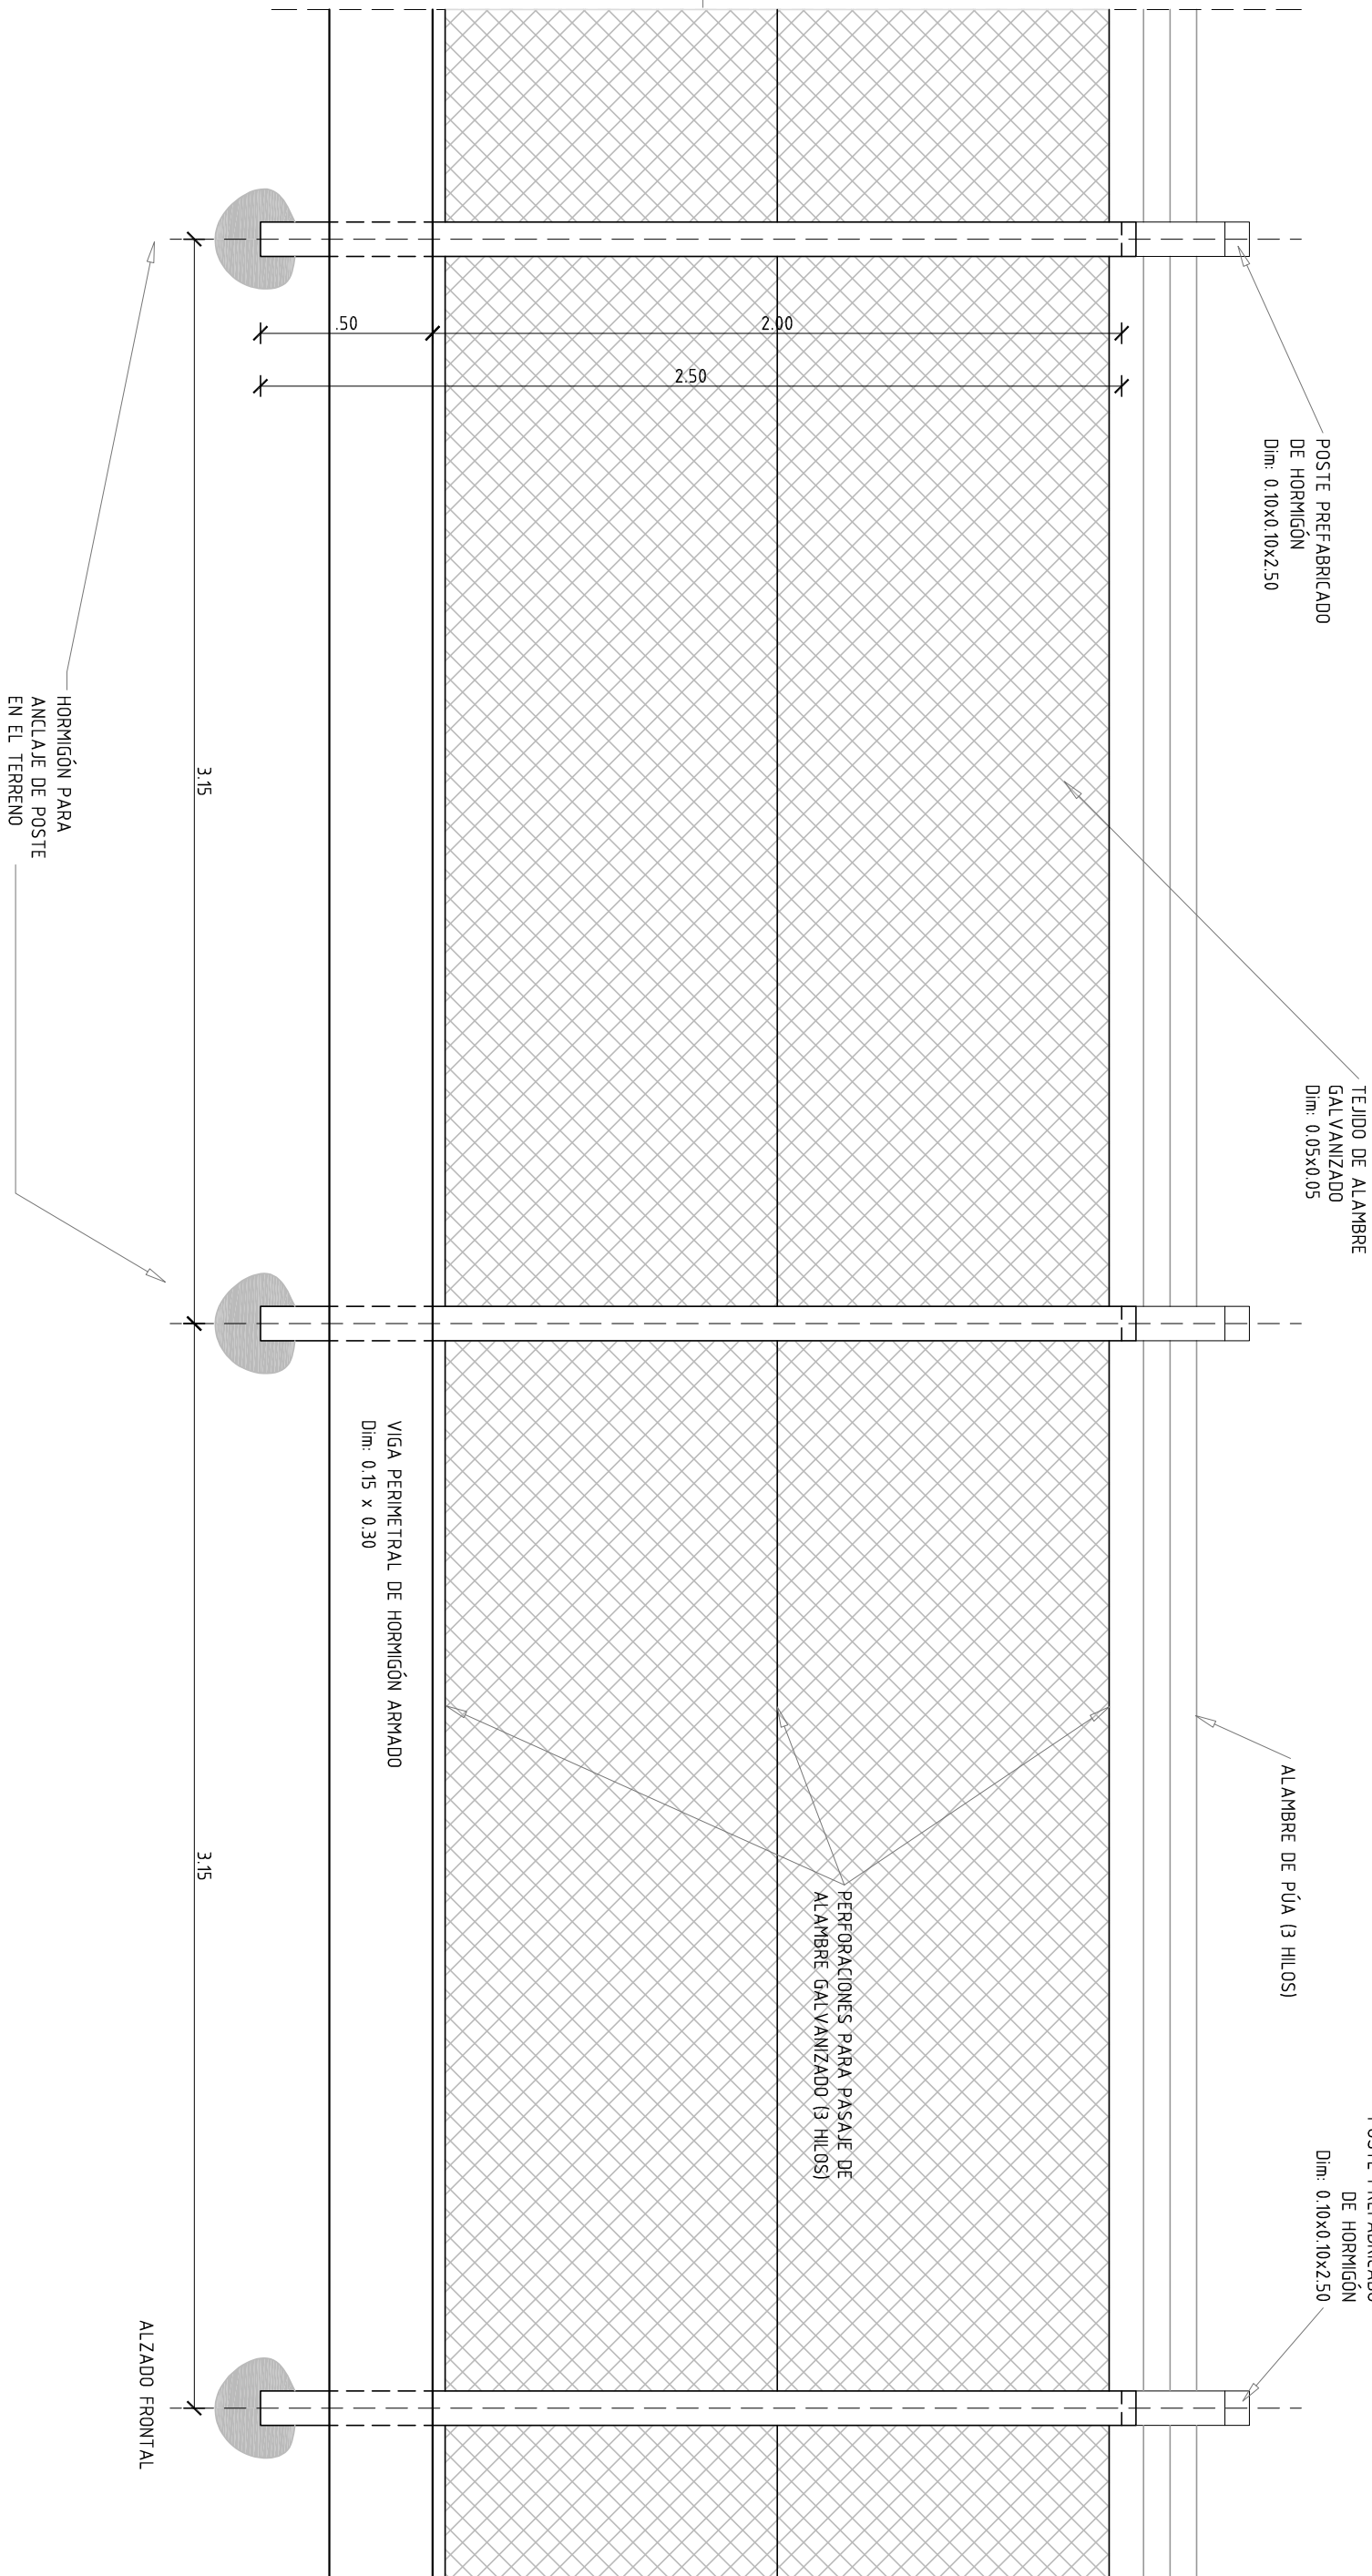 POSTE PREFABRICADO
DE HORMIGÓN
Dim: 0.10x0.10x2.50
TEJIDO DE ALAMBRE
GALVANIZADO
Dim: 0.05x0.05
ALAMBRE DE PÚA (3 HILOS)
DE HORMIGÓN
Dim: 0.10x0.10x2.50
PERFORACIONES PARA PASAJE DE
ALAMBRE GALVANIZADO (3 HILOS)
2.00
2.50
.50
VIGA PERIMETRAL DE HORMIGÓN ARMADO
Dim: 0.15 x 0.30
3.15
3.15
HORMIGÓN PARA
ANCLAJE DE POSTE
EN EL TERRENO
ALZADO FRONTAL